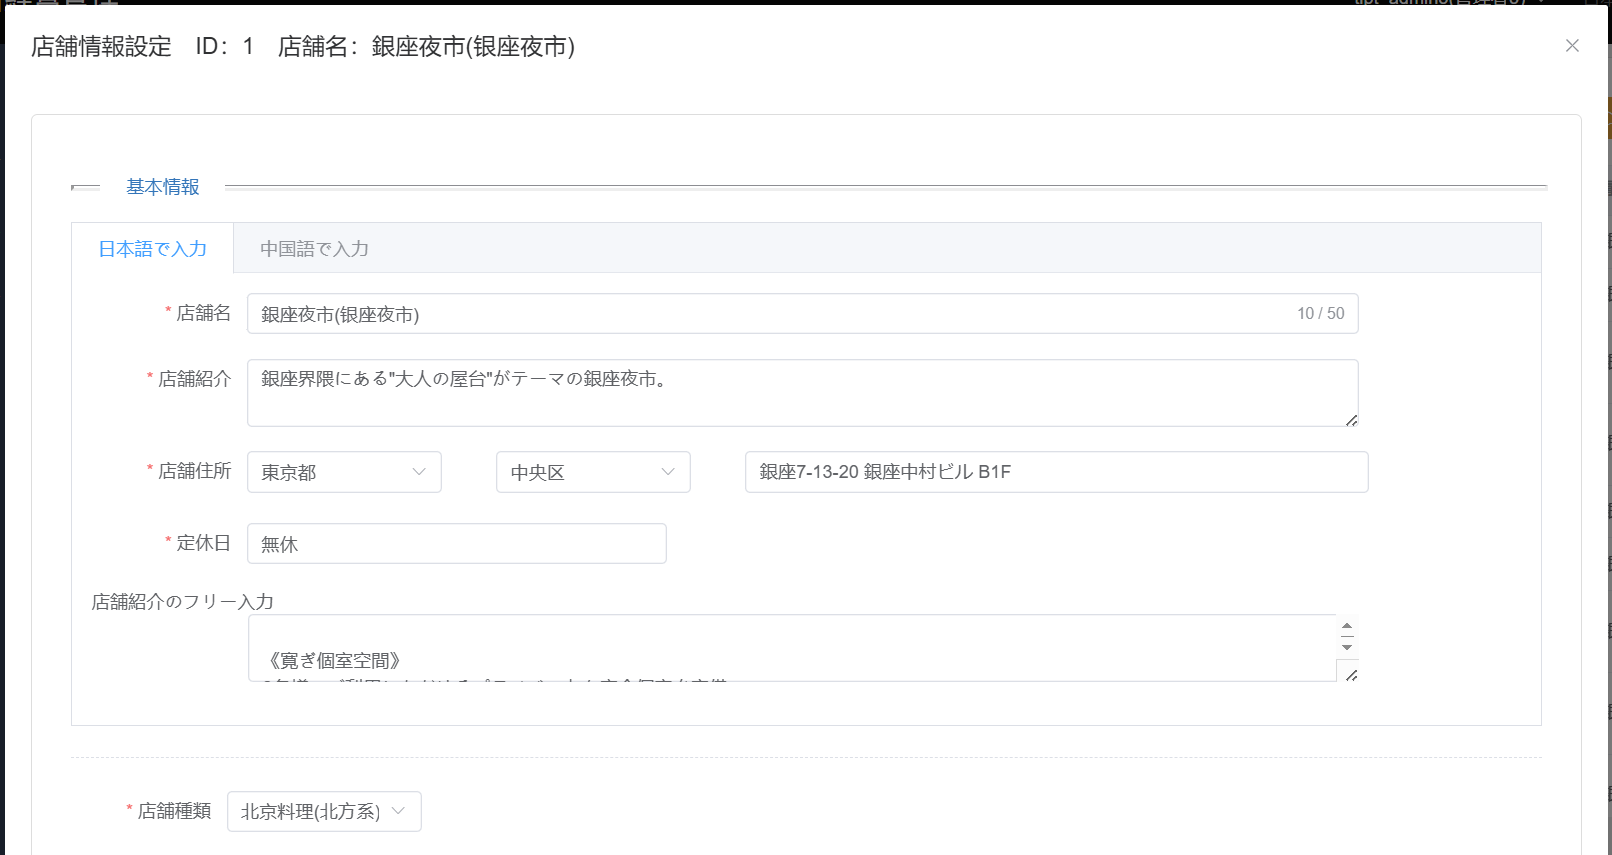 店舗情報設定 ID：1 店舗名：銀座夜市(银座夜市)
基本情報
日本語で入力 中国語で入力
* 店舗名 銀座夜市(银座夜市) 10 / 50
* 店舗紹介 銀座界隈にある"大人の屋台"がテーマの銀座夜市。
* 店舗住所 東京都 中央区 銀座7-13-20 銀座中村ビル B1F
* 定休日 無休
店舗紹介のフリー入力
《寛ぎ個室空間》
* 店舗種類 北京料理(北方系)